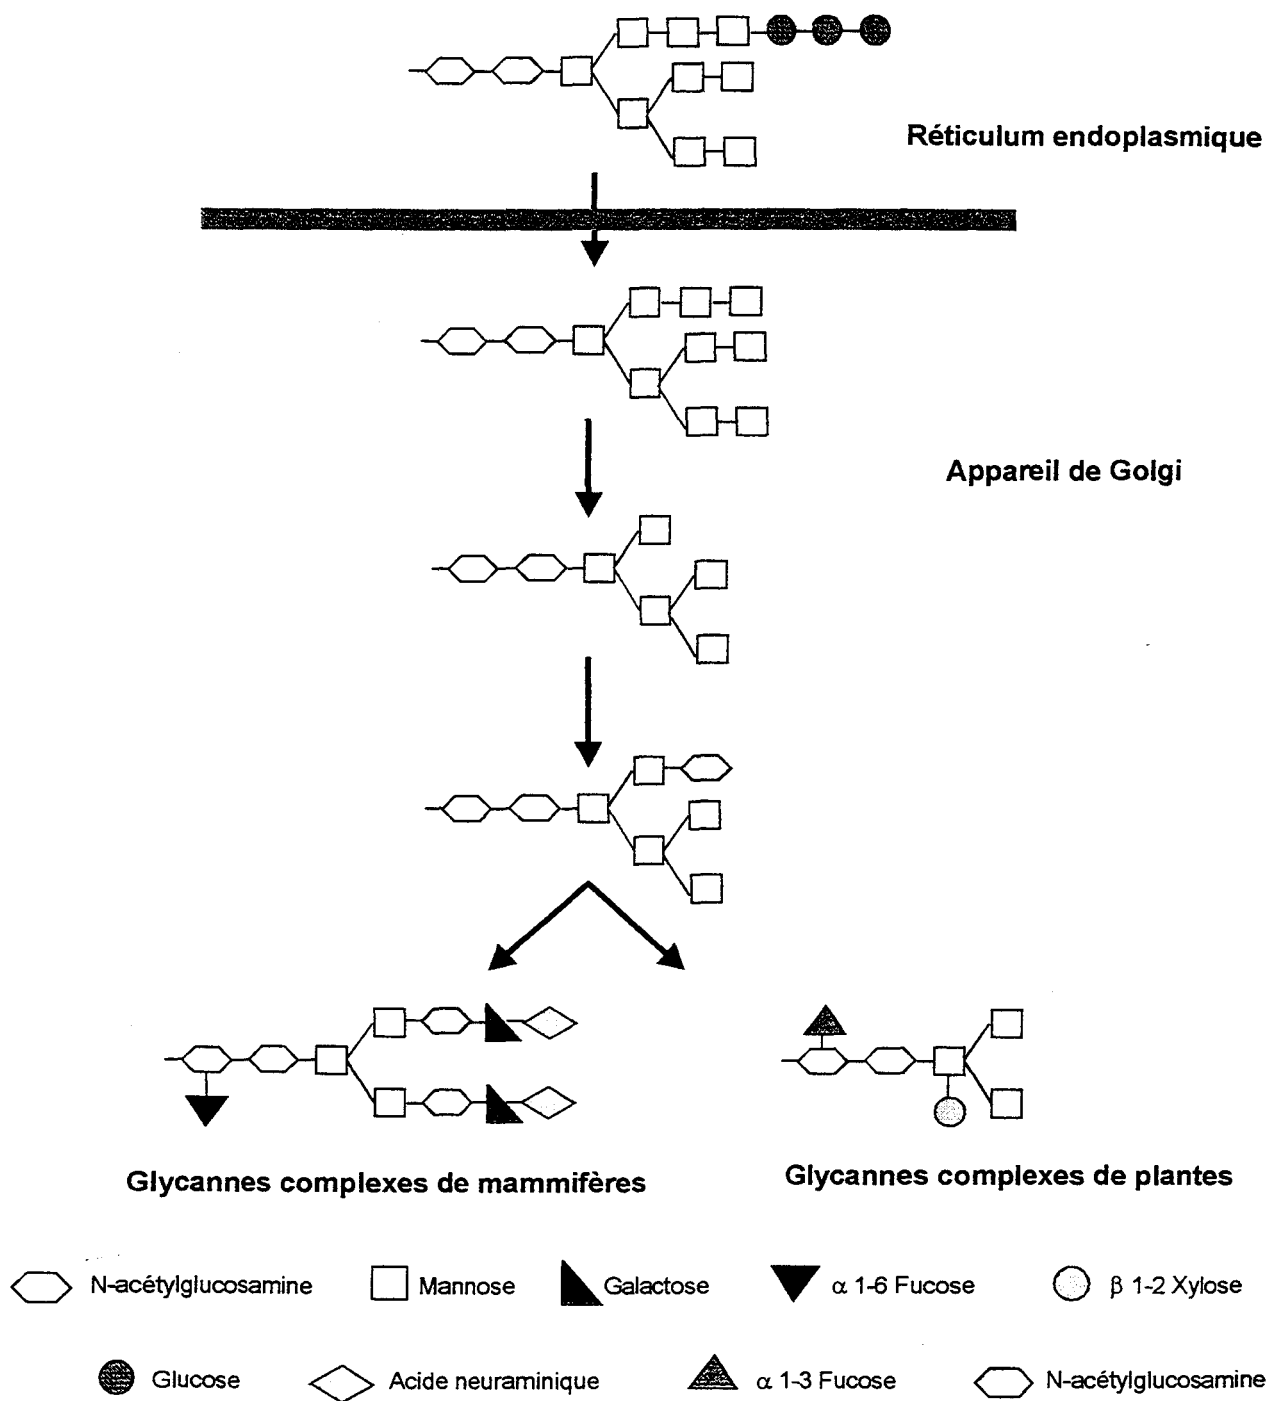 Réticulum endoplasmique
Appareil de Golgi
Glycannes complexes de mammifères
Glycannes complexes de plantes
N-acétylglucosamine
Mannose
Galactose
α 1-6 Fucose
β 1-2 Xylose
Glucose
Acide neuraminique
α 1-3 Fucose
N-acétylglucosamine